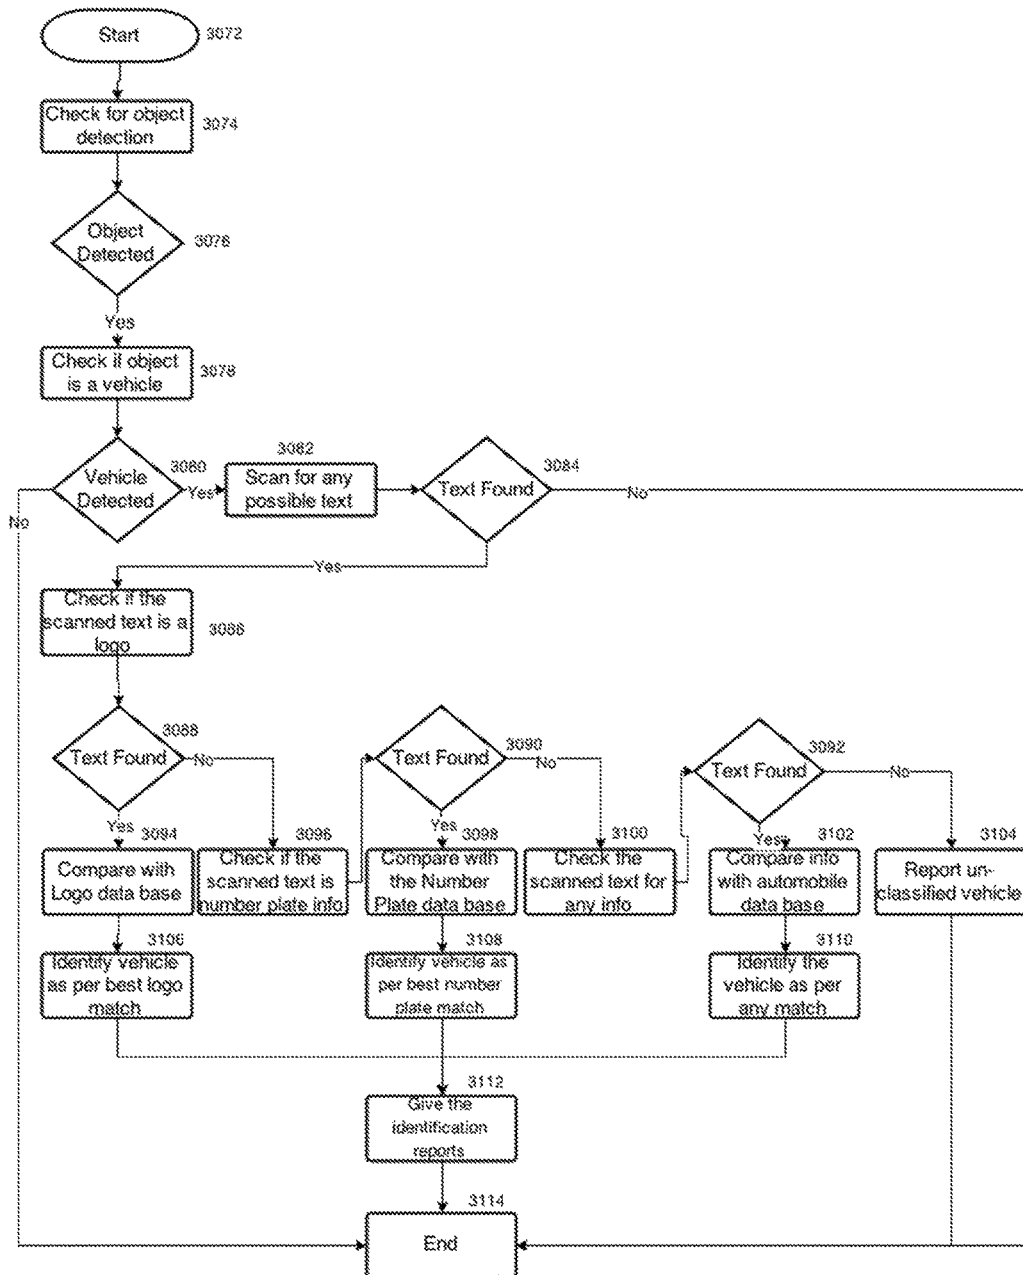 Start
3072
Check for object
detection
3074
Object
Detected
3076
Yes
Check if object
is a vehicle
3078
Vehicle
Detected
3080
Yes
No
3082
Scan for any
possible text
Text Found
3084
No
Yes
Check if the
scanned text is a
logo
3086
Text Found
3088
No
Yes
Text Found
3090
No
Yes
Text Found
3092
No
Yes
3094
Compare with
Logo data base
3096
Check if the
scanned text is
number plate info
3098
Compare with
the Number
Plate data base
3100
Check the
scanned text for
any info
3102
Compare info
with automobile
data base
3104
Report un-
classified vehicle
3106
Identify vehicle
as per best logo
match
3108
Identify vehicle as
per best number
plate match
3110
Identify the
vehicle as per
any match
3112
Give the
identification
reports
3114
End